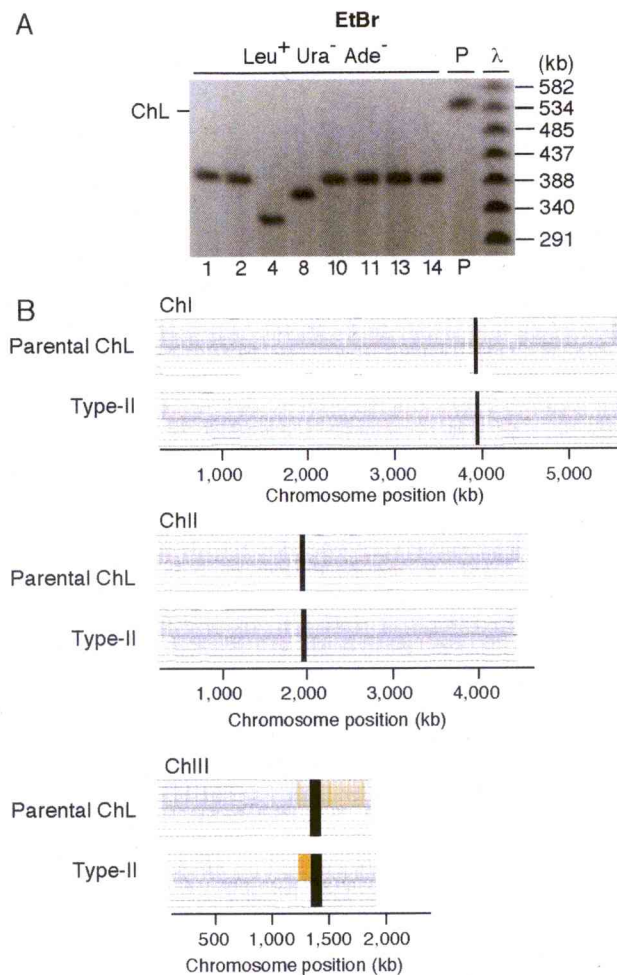 A
EtBr
Leu+ Ura− Ade− P λ (kb)
ChL
582
534
485
437
388
340
291
1 2 4 8 10 11 13 14 P
B
ChI
Parental ChL
Type-II
1,000 2,000 3,000 4,000 5,000
Chromosome position (kb)
ChII
Parental ChL
Type-II
1,000 2,000 3,000 4,000
Chromosome position (kb)
ChIII
Parental ChL
Type-II
500 1,000 1,500 2,000
Chromosome position (kb)